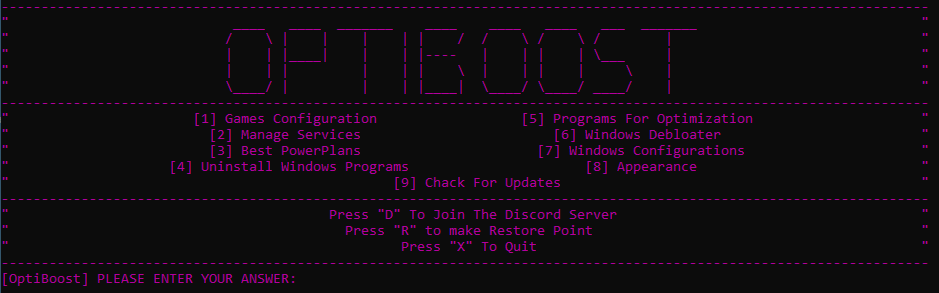 OPTIBOOST
[1] Games Configuration [5] Programs For Optimization
[2] Manage Services [6] Windows Debloater
[3] Best PowerPlans [7] Windows Configurations
[4] Uninstall Windows Programs [8] Appearance
[9] Chack For Updates
Press "D" To Join The Discord Server
Press "R" to make Restore Point
Press "X" To Quit
[OptiBoost] PLEASE ENTER YOUR ANSWER: